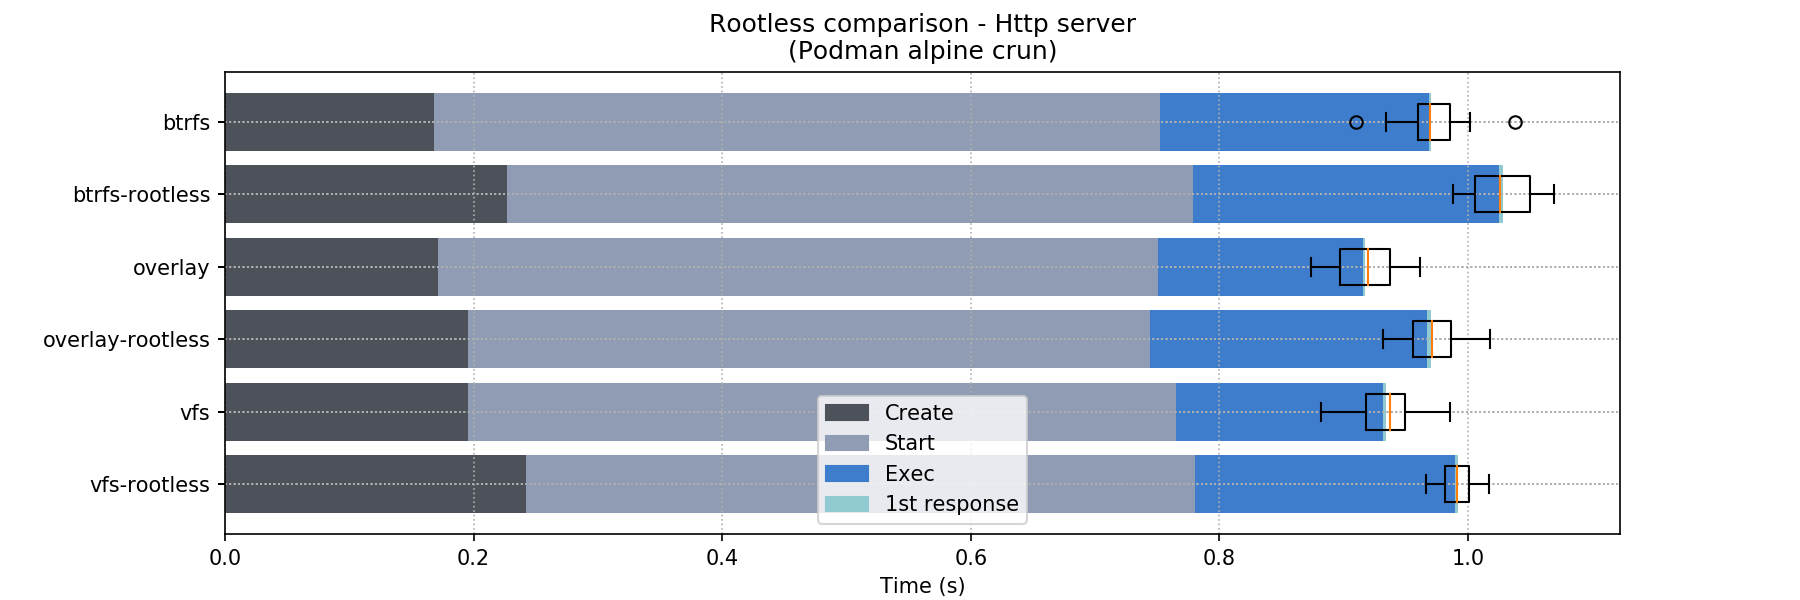 Rootless comparison - Http server
(Podman alpine crun)
btrfs
btrfs-rootless
overlay
overlay-rootless
vfs
vfs-rootless
Create
Start
Exec
1st response
0.0 0.2 0.4 0.6 0.8 1.0
Time (s)